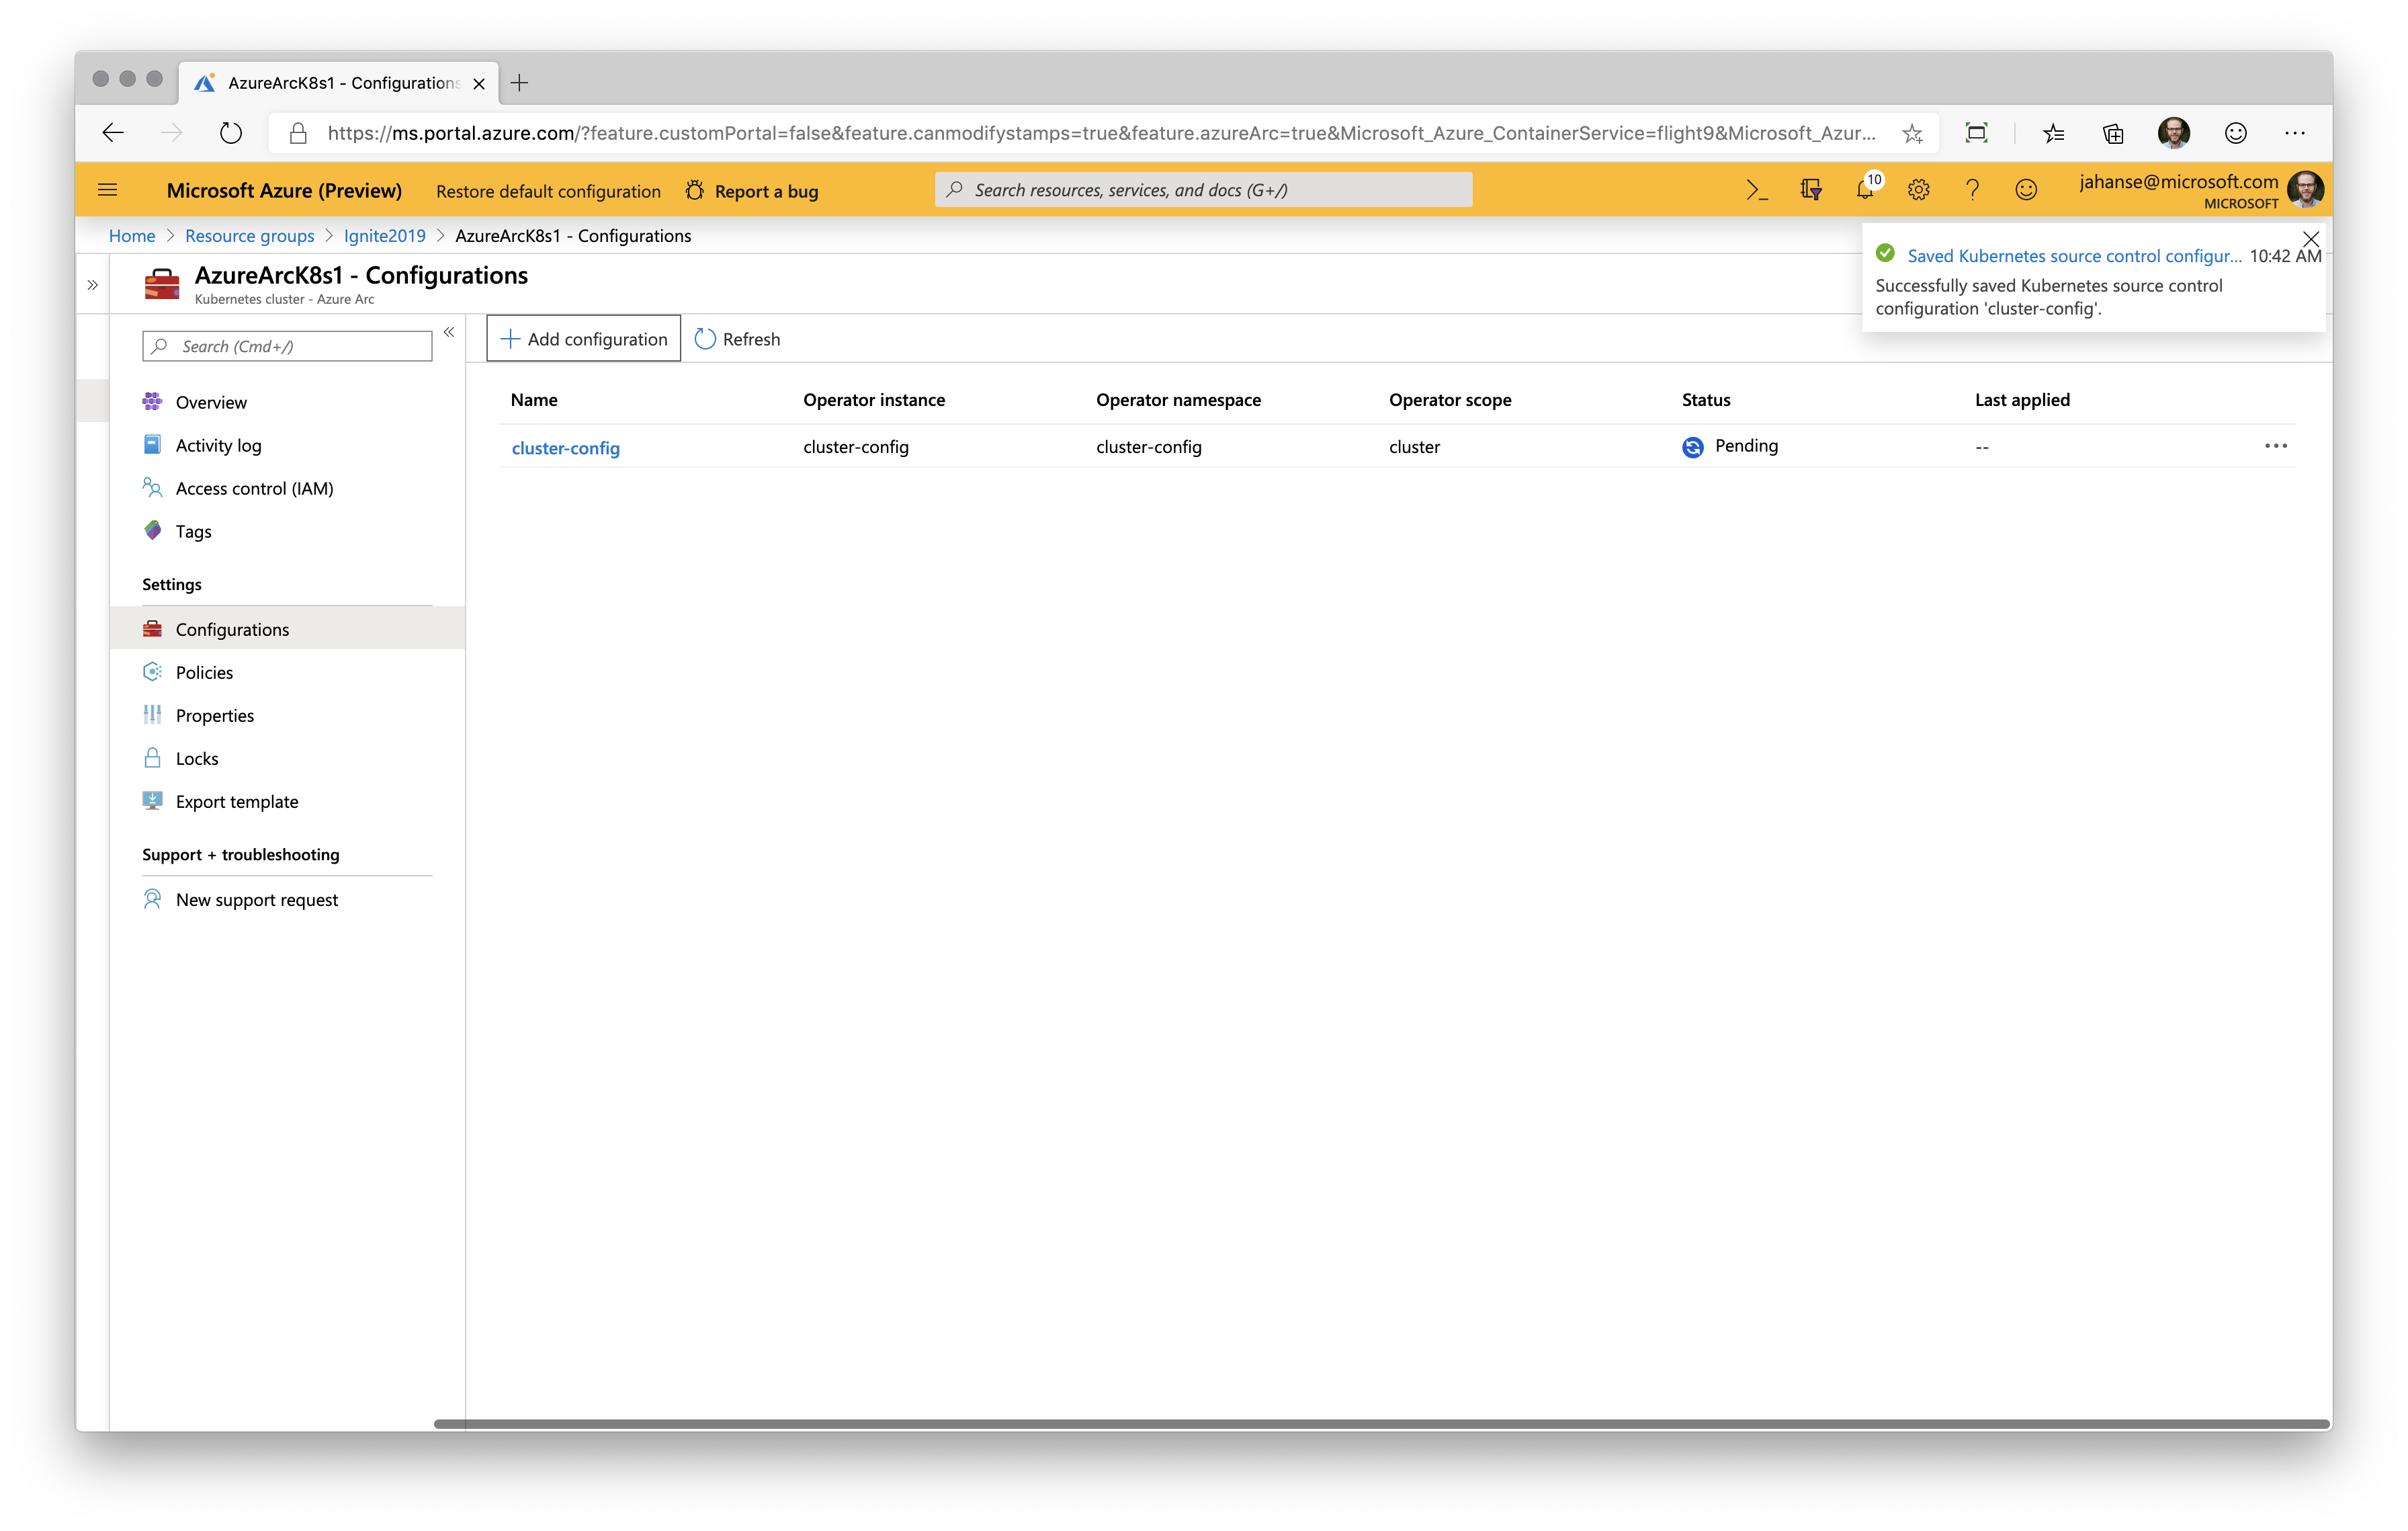 AzureArcK8s1 - Configurations
https://ms.portal.azure.com/?feature.customPortal=false&feature.canmodifystamps=true&feature.azureArc=true&Microsoft_Azure_ContainerService=flight9&Microsoft_Azur...
Microsoft Azure (Preview) Restore default configuration Report a bug Search resources, services, and docs (G+/) 10 jahanse@microsoft.com
MICROSOFT
Home > Resource groups > Ignite2019 > AzureArcK8s1 - Configurations
Saved Kubernetes source control configur... 10:42 AM
Successfully saved Kubernetes source control
configuration 'cluster-config'.
AzureArcK8s1 - Configurations
Kubernetes cluster - Azure Arc
Search (Cmd+/)
Overview
Activity log
Access control (IAM)
Tags
Settings
Configurations
Policies
Properties
Locks
Export template
Support + troubleshooting
New support request
Add configuration Refresh
Name Operator instance Operator namespace Operator scope Status Last applied
cluster-config cluster-config cluster-config cluster Pending --